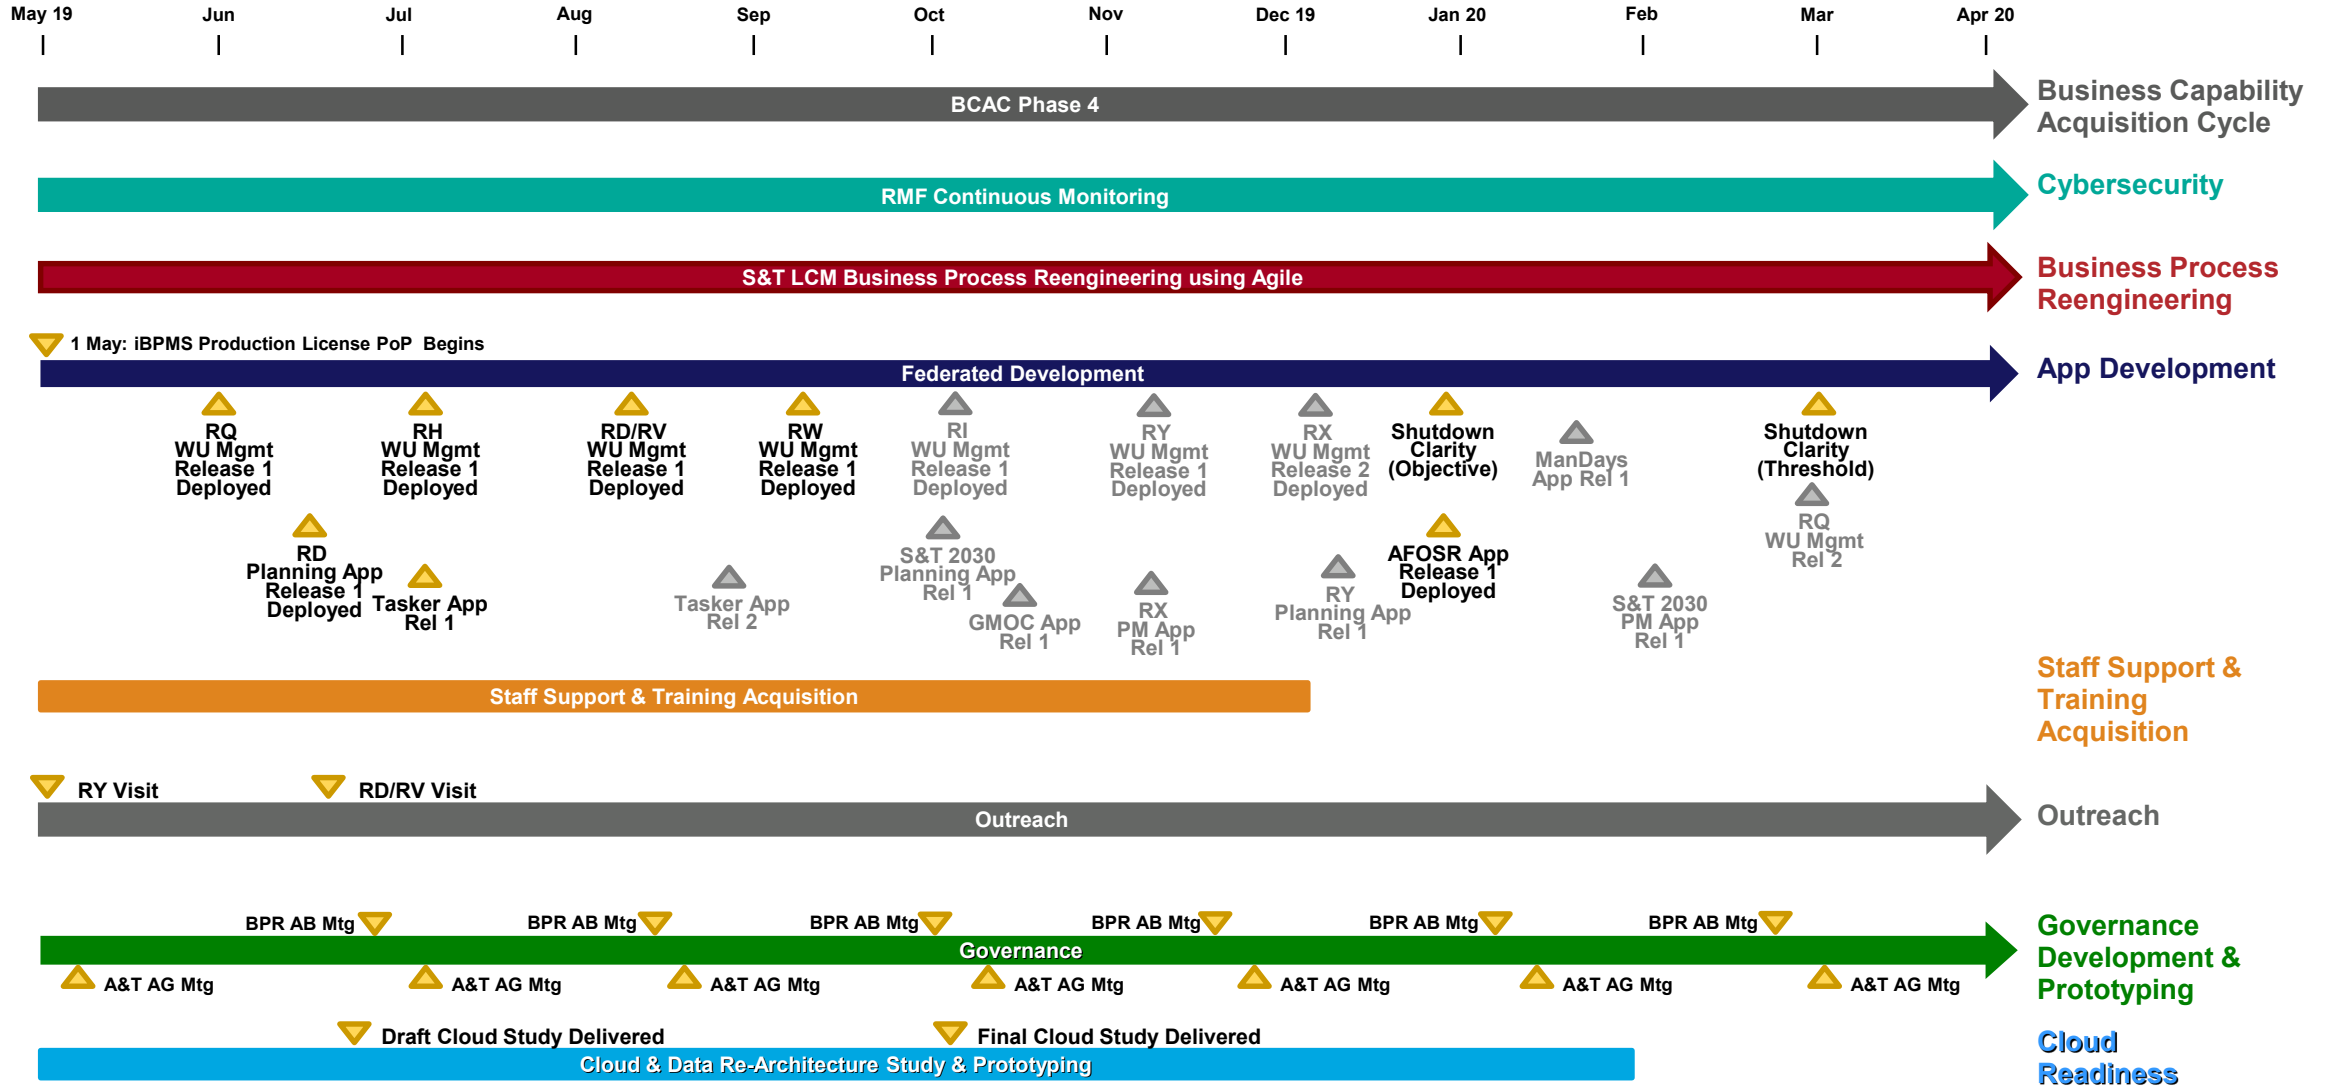 May 19
Jun
Jul
Aug
Sep
Oct
Nov
Dec 19
Jan 20
Feb
Mar
Apr 20
BCAC Phase 4
Business Capability
Acquisition Cycle
RMF Continuous Monitoring
Cybersecurity
S&T LCM Business Process Reengineering using Agile
Business Process
Reengineering
1 May: iBPMS Production License PoP Begins
Federated Development
App Development
RQ
WU Mgmt
Release 1
Deployed
RH
WU Mgmt
Release 1
Deployed
RD/RV
WU Mgmt
Release 1
Deployed
RW
WU Mgmt
Release 1
Deployed
RI
WU Mgmt
Release 1
Deployed
RY
WU Mgmt
Release 1
Deployed
RX
WU Mgmt
Release 2
Deployed
Shutdown
Clarity
(Objective)
ManDays
App Rel 1
Shutdown
Clarity
(Threshold)
RQ
WU Mgmt
Rel 2
RD
Planning App
Release 1
Deployed
Tasker App
Rel 1
Tasker App
Rel 2
S&T 2030
Planning App
Rel 1
GMOC App
Rel 1
RX
PM App
Rel 1
RY
Planning App
Rel 1
AFOSR App
Release 1
Deployed
S&T 2030
PM App
Rel 1
Staff Support & Training Acquisition
Staff Support &
Training
Acquisition
RY Visit
RD/RV Visit
Outreach
Outreach
BPR AB Mtg
BPR AB Mtg
BPR AB Mtg
BPR AB Mtg
BPR AB Mtg
BPR AB Mtg
Governance
Governance
Development &
Prototyping
A&T AG Mtg
A&T AG Mtg
A&T AG Mtg
A&T AG Mtg
A&T AG Mtg
A&T AG Mtg
A&T AG Mtg
Draft Cloud Study Delivered
Final Cloud Study Delivered
Cloud & Data Re-Architecture Study & Prototyping
Cloud
Readiness